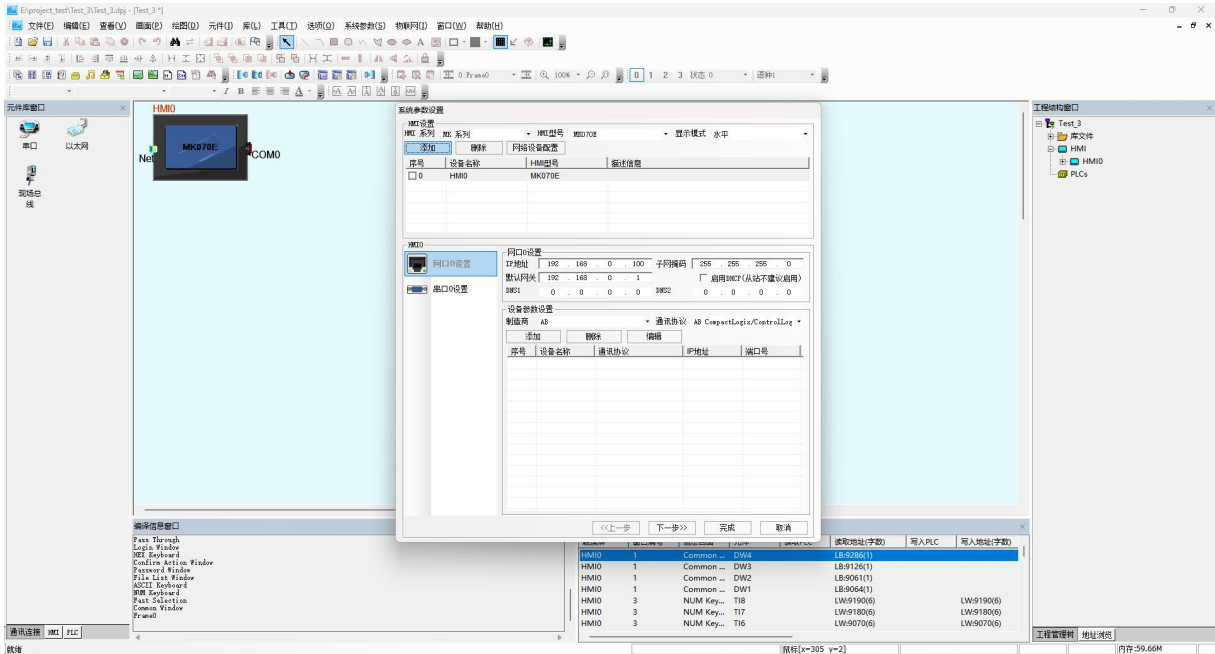 E:\project_test\Test_3\Test_3.dpj - [Test_3 *]
文件(F) 编辑(E) 查看(V) 画面(P) 绘图(D) 元件(I) 库(L) 工具(T) 选项(O) 系统参数(S) 物联网(I) 窗口(W) 帮助(H)
0:Frame0 100% 0 1 2 3 状态 0 语种1
元件库窗口
串口 以太网
现场总线
HMI0
MK070E
Net
COM0
系统参数设置
HMI设置
HMI 系列 MK 系列 HMI型号 MK070E 显示模式 水平
添加 删除 网络设备配置
序号 设备名称 HMI型号 描述信息
0 HMI0 MK070E
HMI0
网口0设置
串口0设置
网口0设置
IP地址 192 . 168 . 0 . 100 子网掩码 255 . 255 . 255 . 0
默认网关 192 . 168 . 0 . 1 启用DHCP(从站不建议启用)
DNS1 0 . 0 . 0 . 0 DNS2 0 . 0 . 0 . 0
设备参数设置
制造商 AB 通讯协议 AB CompactLogix/ControlLog
添加 删除 编辑
序号 设备名称 通讯协议 IP地址 端口号
<<上一步 下一步>> 完成 取消
工程结构窗口
Test_3
库文件
HMI
HMI0
PLCs
编译信息窗口
Pass Through
Login Window
HEX Keyboard
Confirm Action Window
Password Window
File List Window
ASCII Keyboard
NUM Keyboard
Fast Selection
Common Window
Frame0
读取地址(字数) 写入PLC 写入地址(字数)
HMI0 1 Common ... DW4 LB:9286(1)
HMI0 1 Common ... DW3 LB:9126(1)
HMI0 1 Common ... DW2 LB:9061(1)
HMI0 1 Common ... DW1 LB:9064(1)
HMI0 3 NUM Key... TI8 LW:9190(6) LW:9190(6)
HMI0 3 NUM Key... TI7 LW:9180(6) LW:9180(6)
HMI0 3 NUM Key... TI6 LW:9070(6) LW:9070(6)
通讯连接 HMI PLC
工程管理树 地址浏览
就绪 鼠标[x=305 y=2] 内存:59.66M